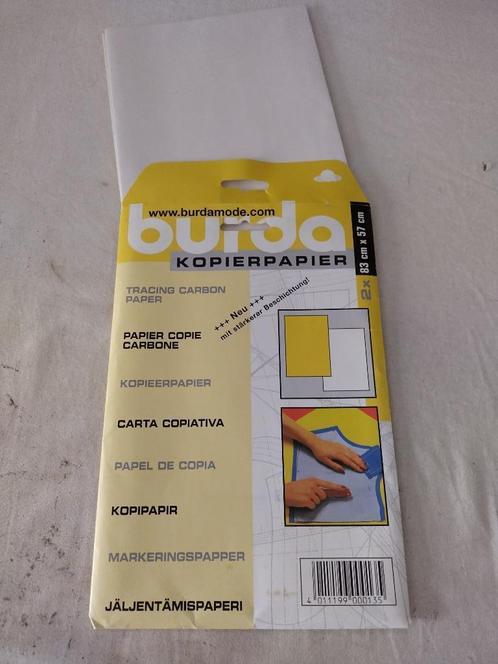 www.burdamode.com
burda
KOPIERPAPIER
2x 83 cm x 57 cm
TRACING CARBON
PAPER
+++ Neu +++
mit stärkerer Beschichtung!
PAPIER COPIE
CARBONE
KOPIEERPAPIER
CARTA COPIATIVA
PAPEL DE COPIA
KOPIPAPIR
MARKERINGSPAPPER
JÄLJENTÄMISPAPERI
4 011199 000135